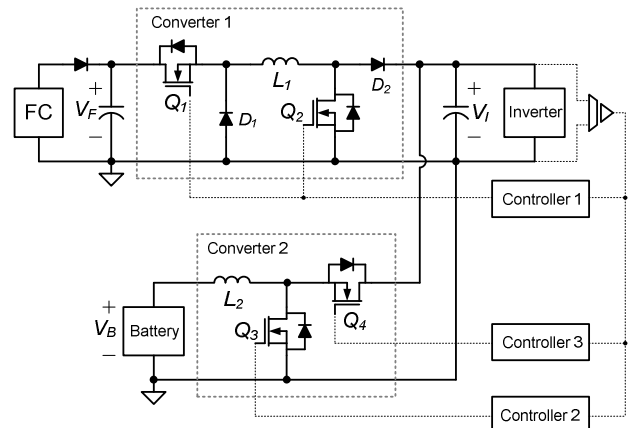 Converter 1
FC
+
V_F
−
Q_1
D_1
L_1
Q_2
D_2
+
V_I
−
Inverter
Controller 1
Converter 2
L_2
+
V_B
−
Battery
Q_3
Q_4
Controller 3
Controller 2